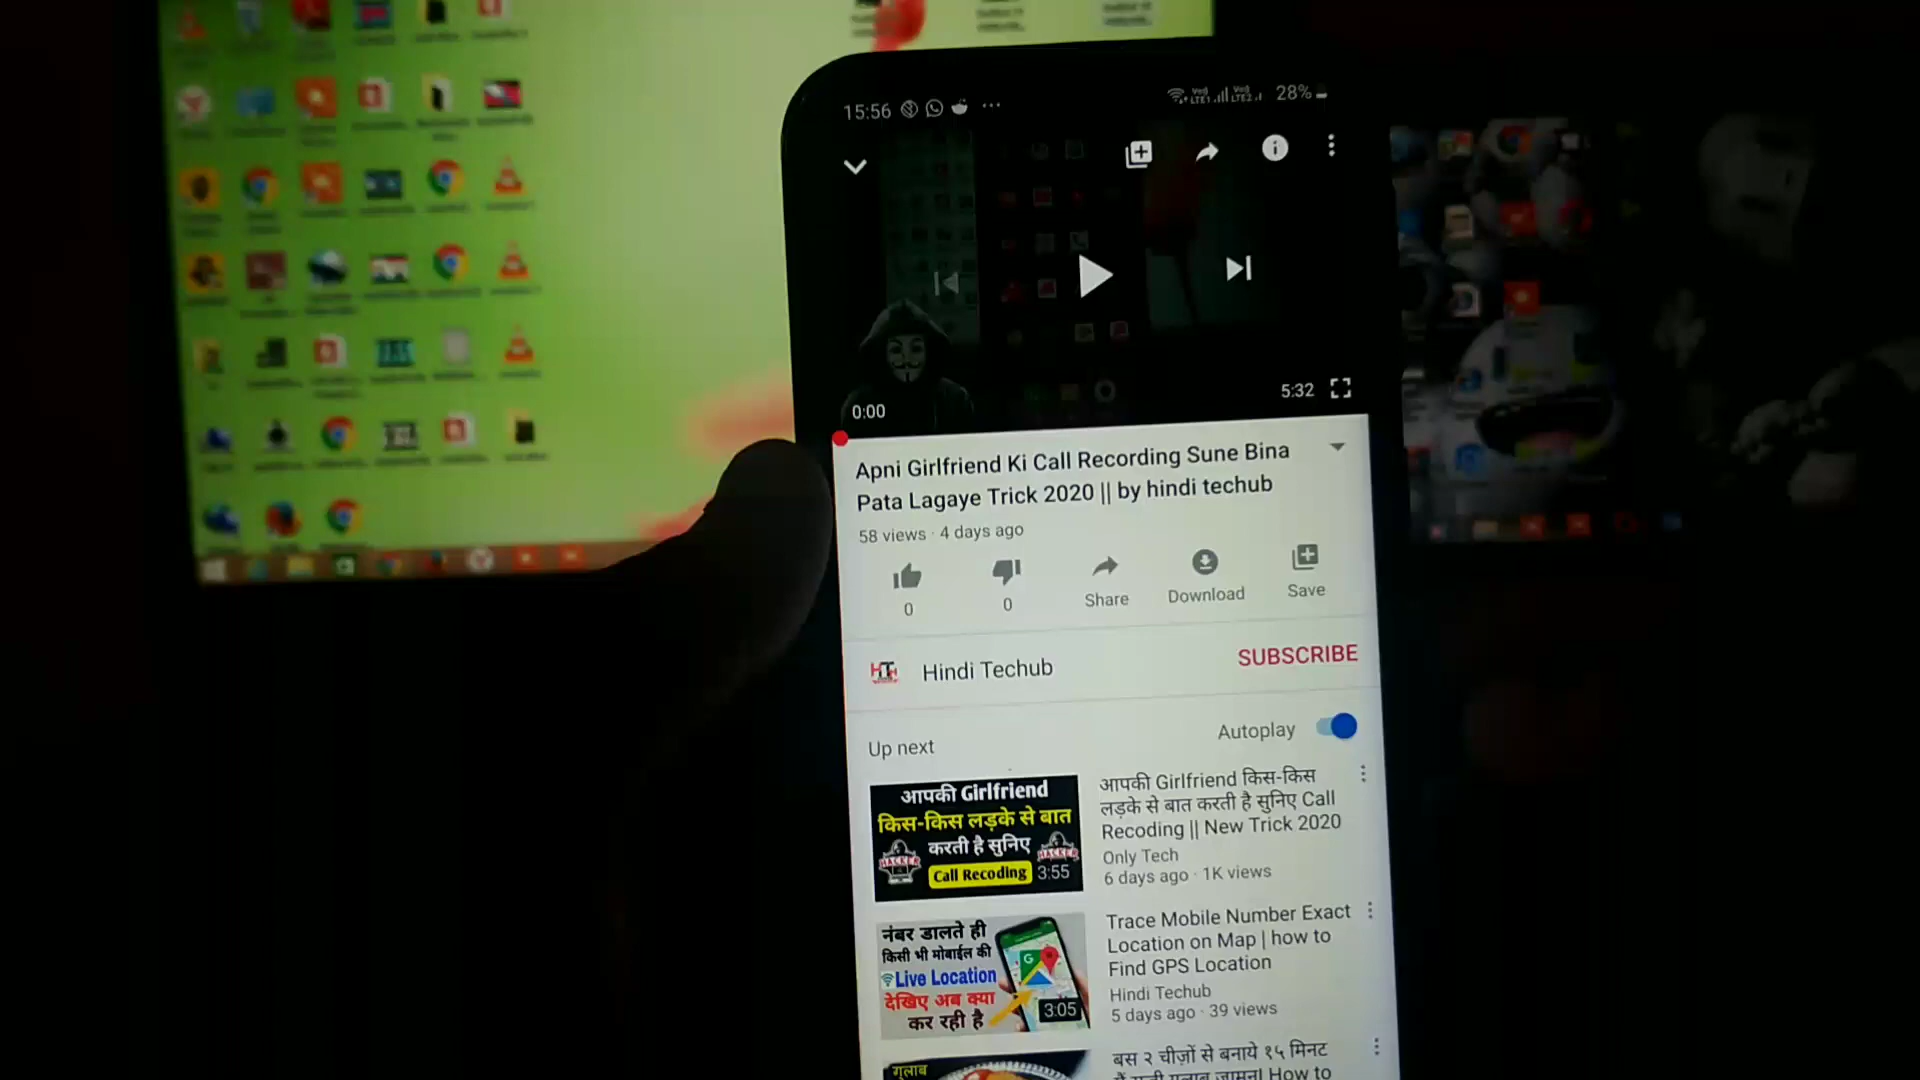 15:56
28%
0:00
5:32
Apni Girlfriend Ki Call Recording Sune Bina
Pata Lagaye Trick 2020 || by hindi techub
58 views · 4 days ago
0
0
Share
Download
Save
Hindi Techub
SUBSCRIBE
Up next
Autoplay
आपकी Girlfriend
किस-किस लड़के से बात
करती है सुनिए
HACKER
HACKER
Call Recoding
3:55
आपकी Girlfriend किस-किस
लड़के से बात करती है सुनिए Call
Recoding || New Trick 2020
Only Tech
6 days ago · 1K views
नंबर डालते ही
किसी भी मोबाईल की
Live Location
देखिए अब क्या
कर रही है
3:05
Trace Mobile Number Exact
Location on Map | how to
Find GPS Location
Hindi Techub
5 days ago · 39 views
गुलाब
बस २ चीज़ों से बनाये १५ मिनट
How to